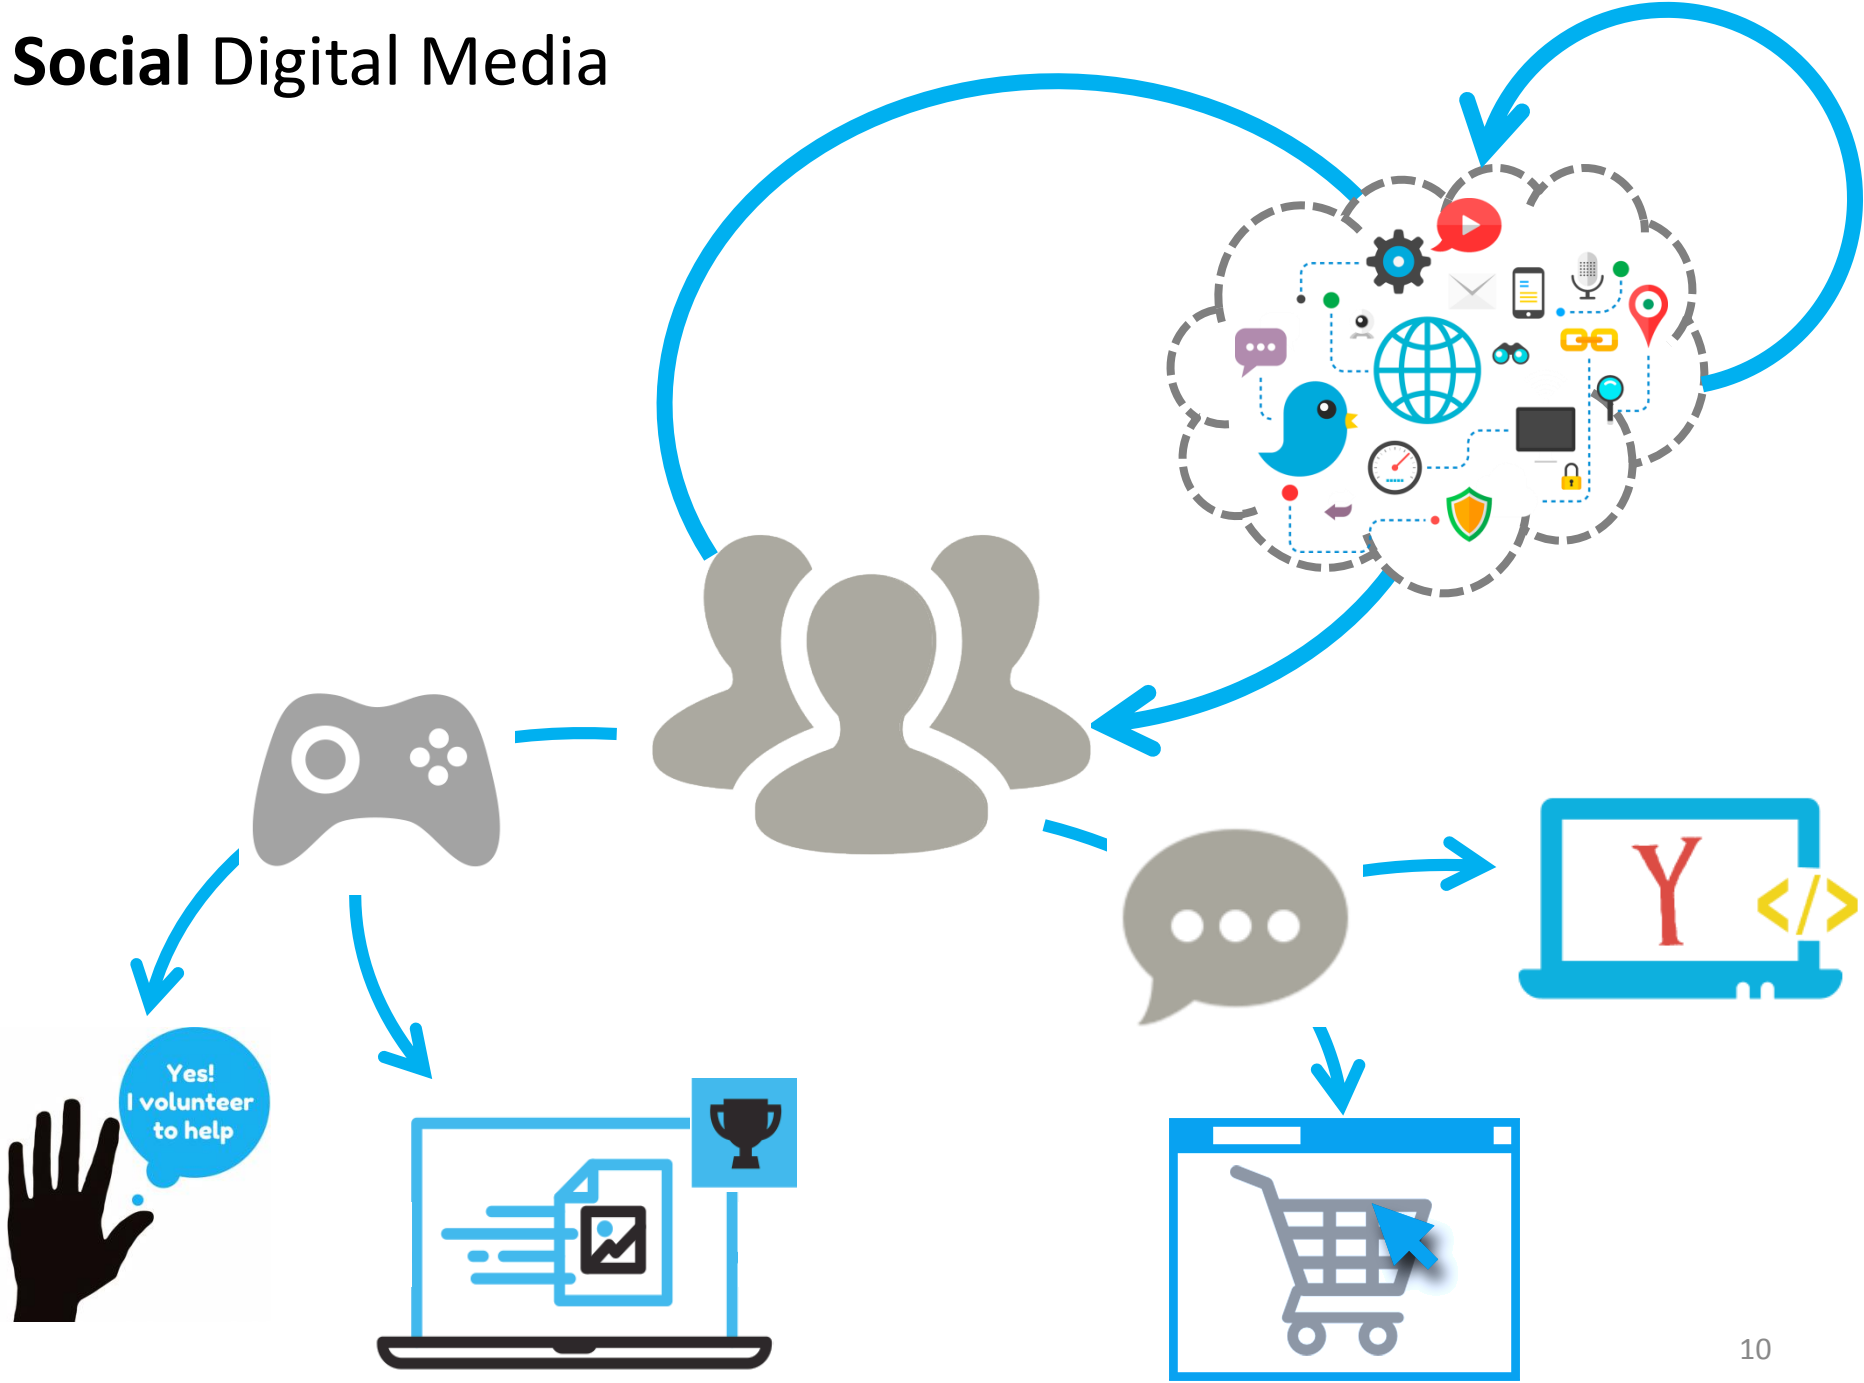 Social Digital Media
Y
</>
Yes!
I volunteer
to help
10